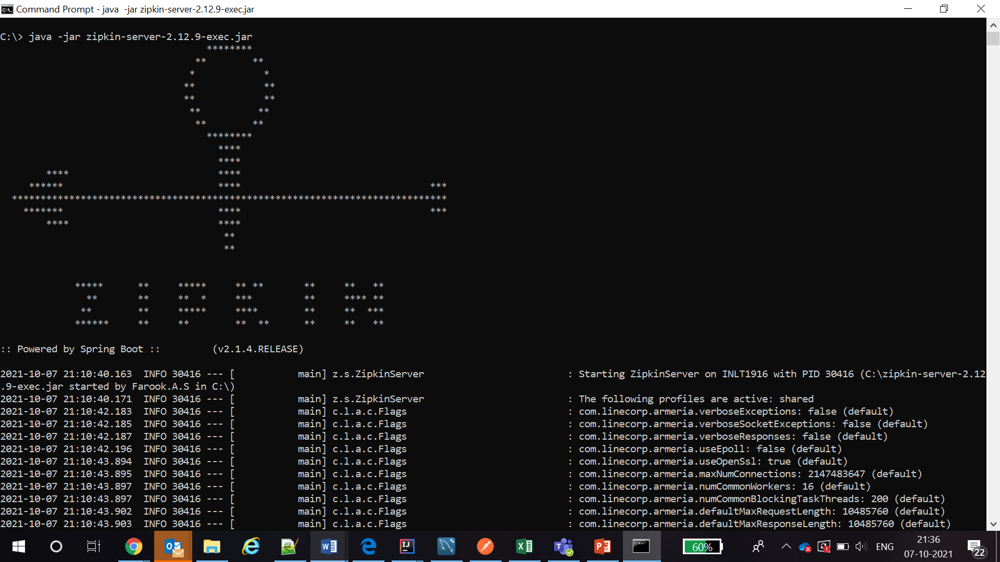 Command Prompt - java  -jar zipkin-server-2.12.9-exec.jar
C:\> java -jar zipkin-server-2.12.9-exec.jar
                                    ********
                                  **        **
                                 *            *
                                **            **
                                **            **
                                 **          **
                                  **        **
                                    ********
                                      ****
                                      ****
        ****                          ****
     ******                           ****                                 ***
  ****************************************************************************
    *******                           ****                                 ***
        ****                          ****
                                       **
                                       **
             *****      **     *****     ** **       **     **   **
               **       **     **  *     ***         **     **** **
              **        **     *****     ****        **     **  ***
             ******     **     **        **  **      **     **   **
:: Powered by Spring Boot ::         (v2.1.4.RELEASE)
2021-10-07 21:10:40.163  INFO 30416 --- [           main] z.s.ZipkinServer                         : Starting ZipkinServer on INLT1916 with PID 30416 (C:\zipkin-server-2.12
.9-exec.jar started by Farook.A.S in C:\)
2021-10-07 21:10:40.171  INFO 30416 --- [           main] z.s.ZipkinServer                         : The following profiles are active: shared
2021-10-07 21:10:42.183  INFO 30416 --- [           main] c.l.a.c.Flags                            : com.linecorp.armeria.verboseExceptions: false (default)
2021-10-07 21:10:42.185  INFO 30416 --- [           main] c.l.a.c.Flags                            : com.linecorp.armeria.verboseSocketExceptions: false (default)
2021-10-07 21:10:42.187  INFO 30416 --- [           main] c.l.a.c.Flags                            : com.linecorp.armeria.verboseResponses: false (default)
2021-10-07 21:10:42.196  INFO 30416 --- [           main] c.l.a.c.Flags                            : com.linecorp.armeria.useEpoll: false (default)
2021-10-07 21:10:43.894  INFO 30416 --- [           main] c.l.a.c.Flags                            : com.linecorp.armeria.useOpenSsl: true (default)
2021-10-07 21:10:43.895  INFO 30416 --- [           main] c.l.a.c.Flags                            : com.linecorp.armeria.maxNumConnections: 2147483647 (default)
2021-10-07 21:10:43.897  INFO 30416 --- [           main] c.l.a.c.Flags                            : com.linecorp.armeria.numCommonWorkers: 16 (default)
2021-10-07 21:10:43.897  INFO 30416 --- [           main] c.l.a.c.Flags                            : com.linecorp.armeria.numCommonBlockingTaskThreads: 200 (default)
2021-10-07 21:10:43.902  INFO 30416 --- [           main] c.l.a.c.Flags                            : com.linecorp.armeria.defaultMaxRequestLength: 10485760 (default)
2021-10-07 21:10:43.903  INFO 30416 --- [           main] c.l.a.c.Flags                            : com.linecorp.armeria.defaultMaxResponseLength: 10485760 (default)
60%
ENG
21:36
07-10-2021
22